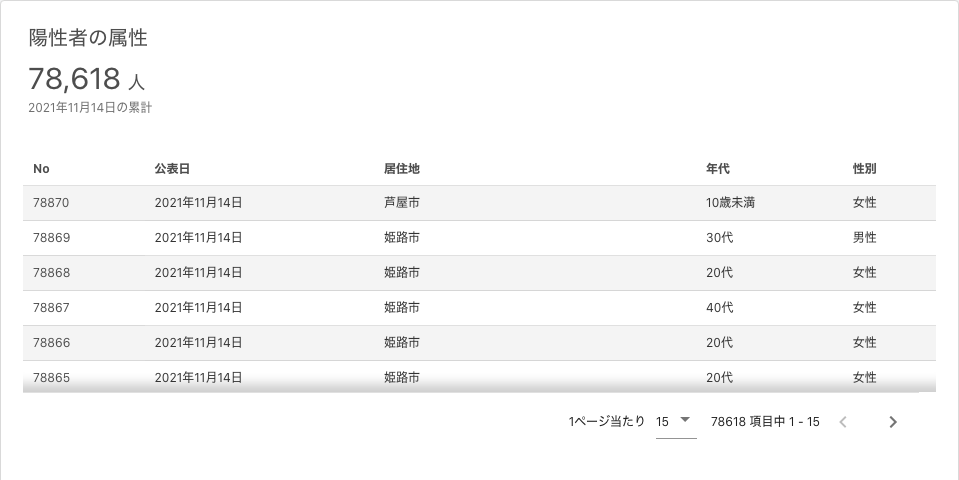 陽性者の属性
78,618 人
2021年11月14日の累計
No 公表日 居住地 年代 性別
78870 2021年11月14日 芦屋市 10歳未満 女性
78869 2021年11月14日 姫路市 30代 男性
78868 2021年11月14日 姫路市 20代 女性
78867 2021年11月14日 姫路市 40代 女性
78866 2021年11月14日 姫路市 20代 女性
78865 2021年11月14日 姫路市 20代 女性
1ページ当たり 15 78618 項目中 1 - 15